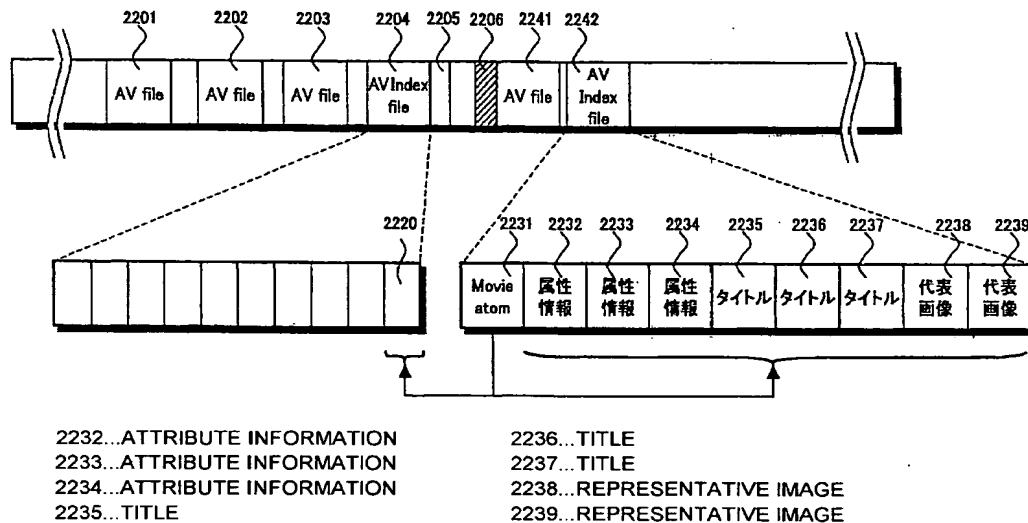 2201 2202 2203 2204 2205 2206 2241 2242
AV file AV file AV file AV Index file AV file AV Index file
2220 2231 2232 2233 2234 2235 2236 2237 2238 2239
Movie atom 属性情報 属性情報 属性情報 タイトル タイトル タイトル 代表画像 代表画像
2232...ATTRIBUTE INFORMATION
2233...ATTRIBUTE INFORMATION
2234...ATTRIBUTE INFORMATION
2235...TITLE
2236...TITLE
2237...TITLE
2238...REPRESENTATIVE IMAGE
2239...REPRESENTATIVE IMAGE